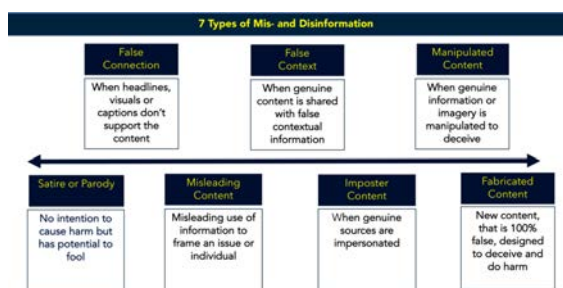 7 Types of Mis- and Disinformation
False
Connection
When headlines,
visuals or
captions don't
support the
content
False
Context
When genuine
content is shared
with false
contextual
information
Manipulated
Content
When genuine
information or
imagery is
manipulated to
deceive
Satire or Parody
No intention to
cause harm but
has potential to
fool
Misleading
Content
Misleading use of
information to
frame an issue or
individual
Imposter
Content
When genuine
sources are
impersonated
Fabricated
Content
New content,
that is 100%
false, designed
to deceive and
do harm